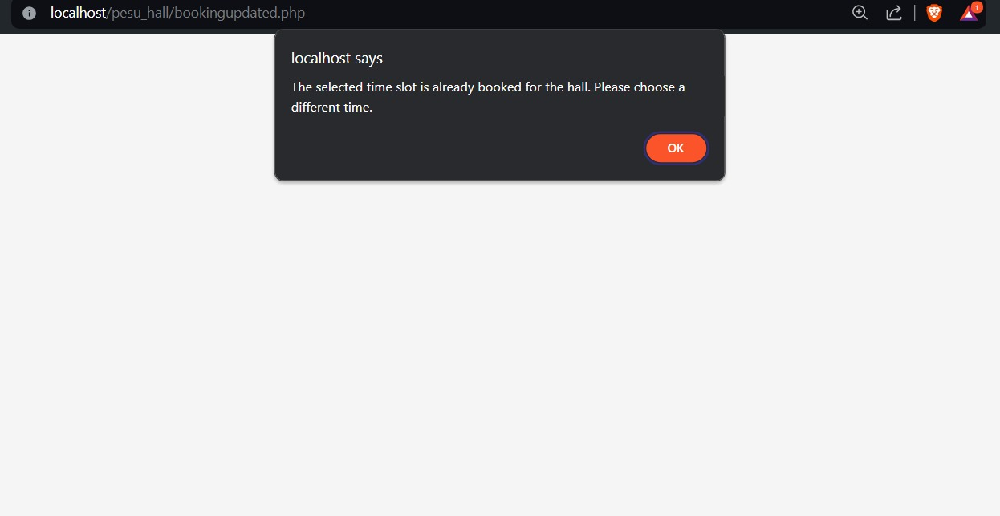 localhost/pesu_hall/bookingupdated.php
1
localhost says
The selected time slot is already booked for the hall. Please choose a
different time.
OK